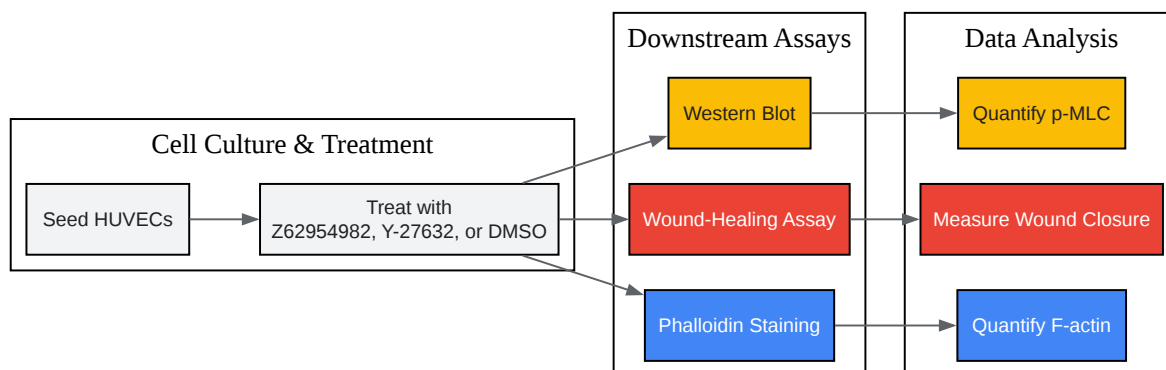 Cell Culture & Treatment
Seed HUVECs
Treat with
Z62954982, Y-27632, or DMSO
Downstream Assays
Western Blot
Wound-Healing Assay
Phalloidin Staining
Data Analysis
Quantify p-MLC
Measure Wound Closure
Quantify F-actin